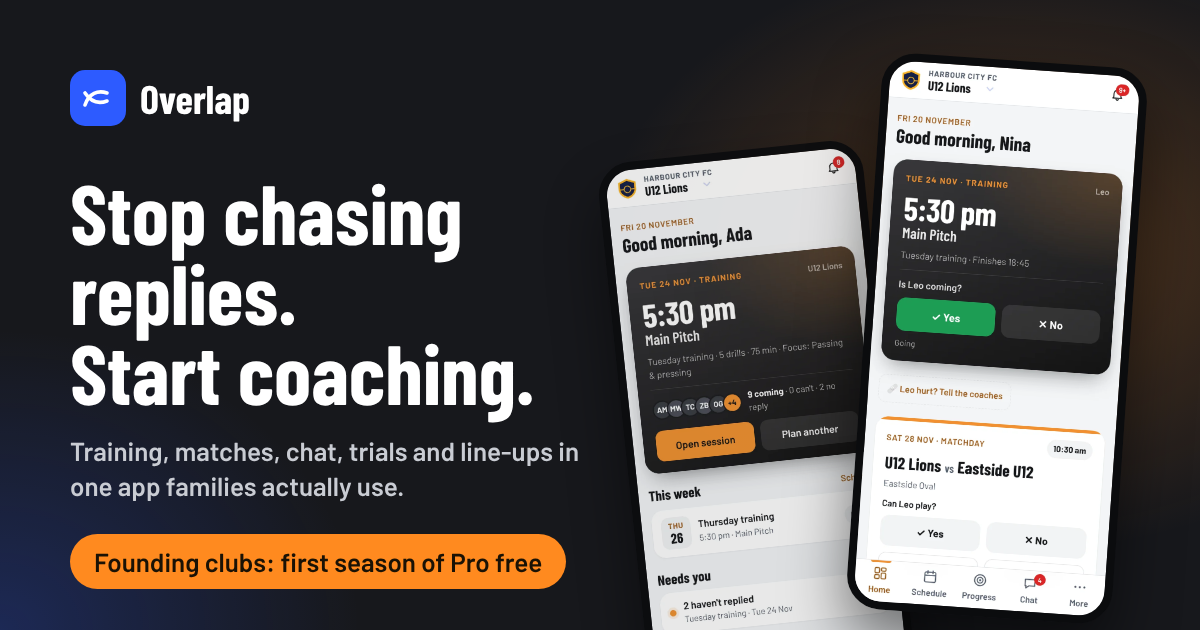 Overlap
Stop chasing
replies.
Start coaching.
Training, matches, chat, trials and line-ups in
one app families actually use.
Founding clubs: first season of Pro free
HARBOUR CITY FC
U12 Lions
9
FRI 20 NOVEMBER
Good morning, Ada
TUE 24 NOV · TRAINING
U12 Lions
5:30 pm
Main Pitch
Tuesday training · 5 drills · 75 min · Focus: Passing
& pressing
AM MW TC ZB OG +4
9 coming · 0 can't · 2 no
reply
Open session
Plan another
This week
THU
26
Thursday training
5:30 pm · Main Pitch
Needs you
2 haven't replied
Tuesday training · Tue 24 Nov
HARBOUR CITY FC
U12 Lions
9+
FRI 20 NOVEMBER
Good morning, Nina
TUE 24 NOV · TRAINING
Leo
5:30 pm
Main Pitch
Tuesday training · Finishes 18:45
Is Leo coming?
✓ Yes
✕ No
Going
Leo hurt? Tell the coaches
SAT 28 NOV · MATCHDAY
10:30 am
U12 Lions vs Eastside U12
Eastside Oval
Can Leo play?
✓ Yes
✕ No
Home
Schedule
Progress
4
Chat
More